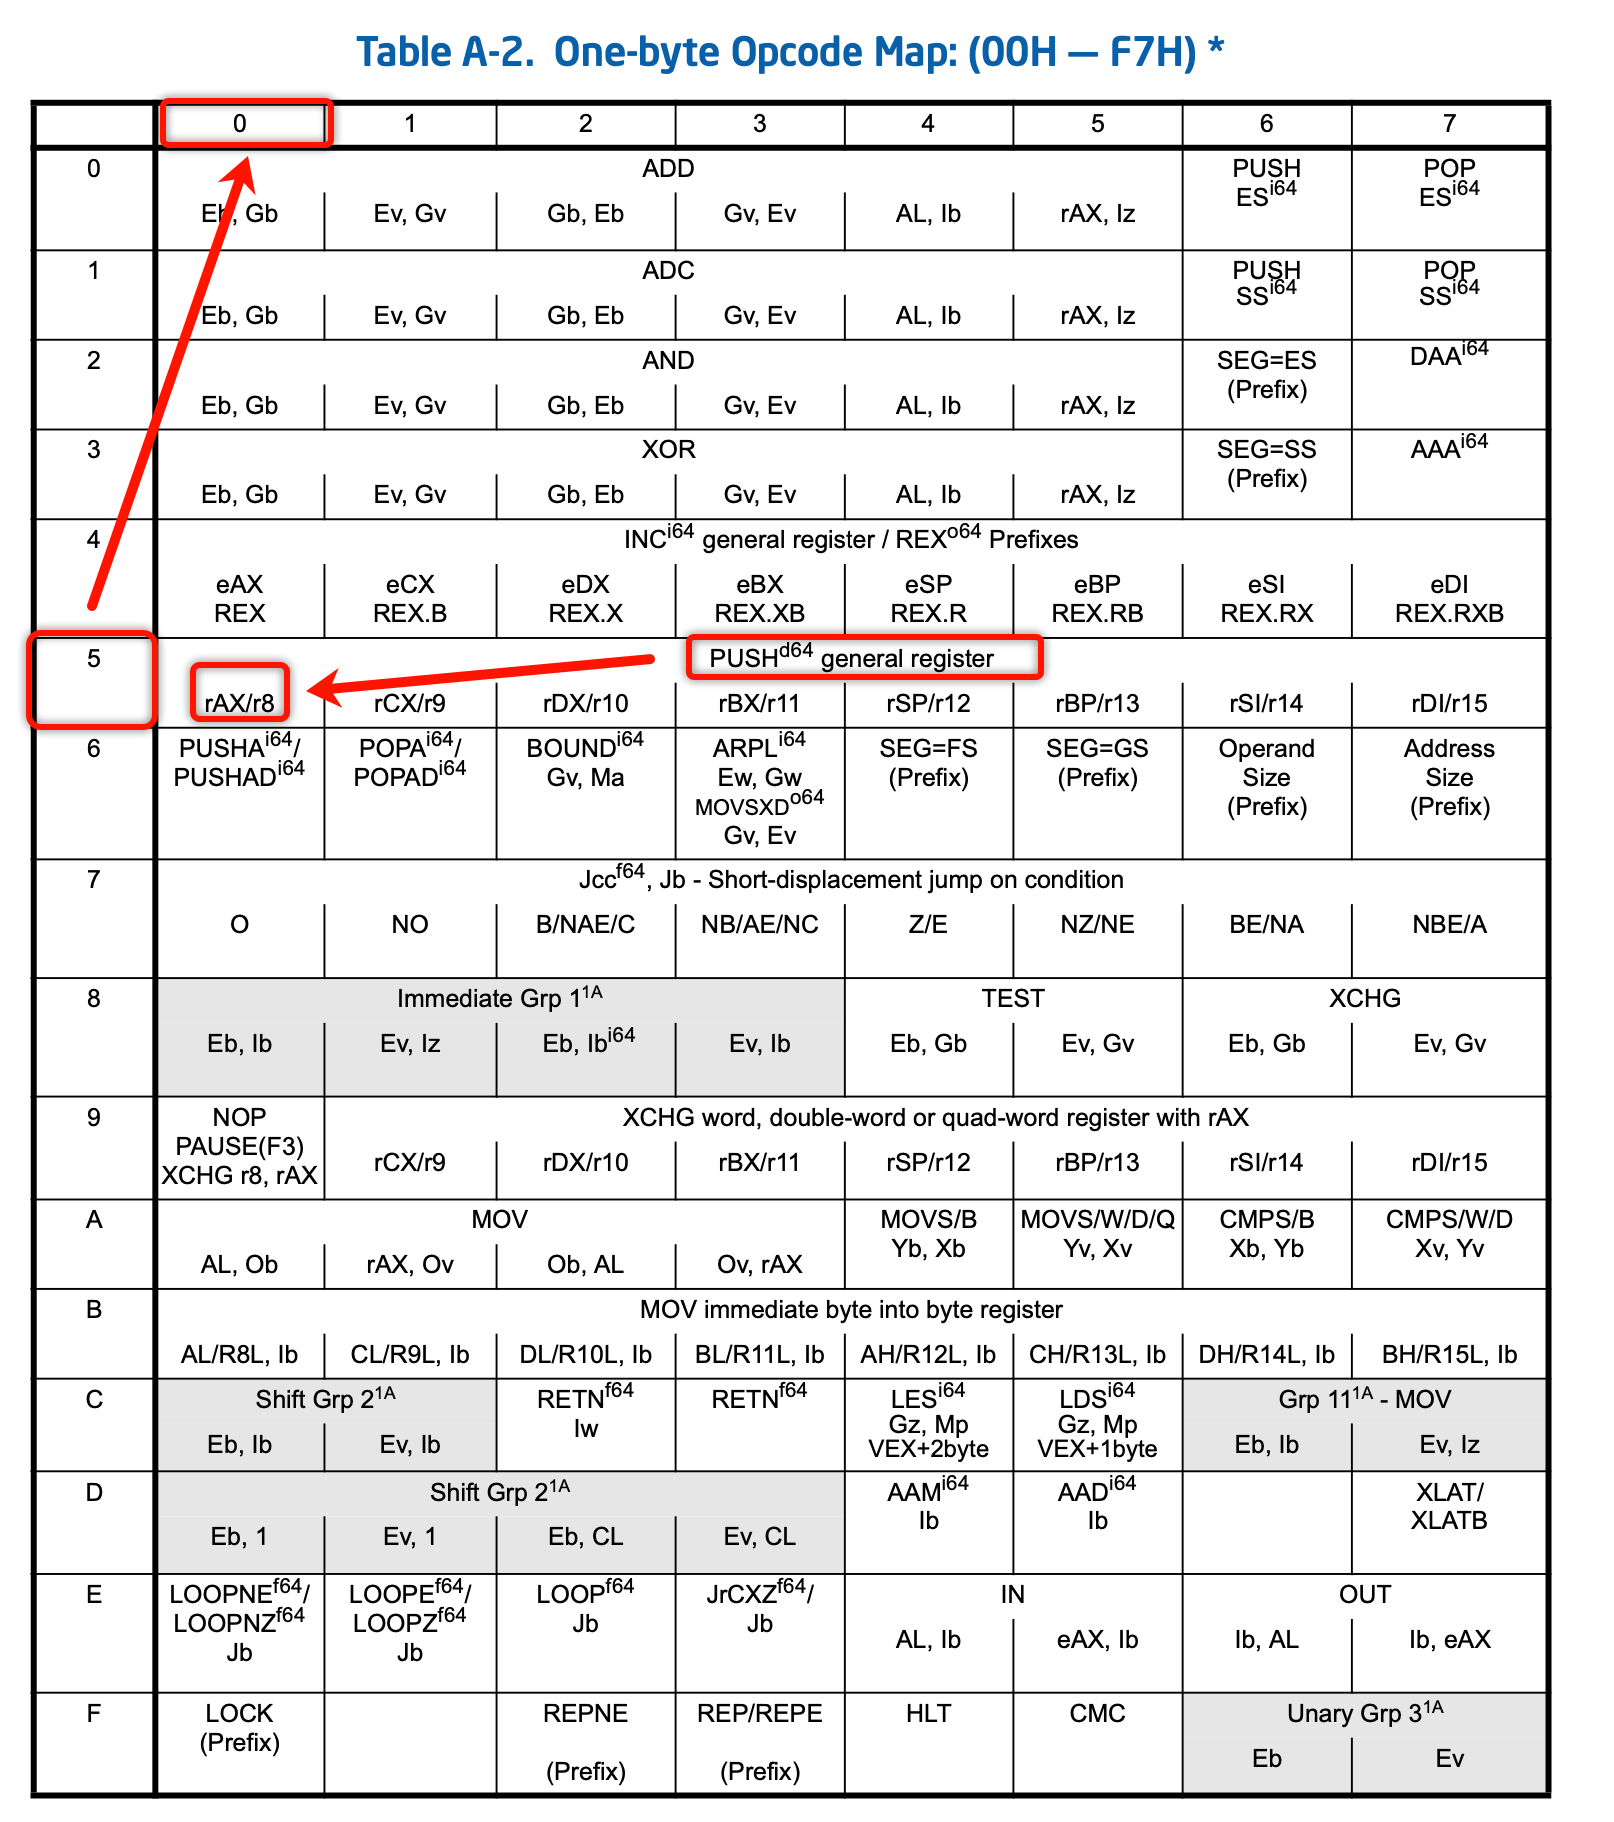 Table A-2. One-byte Opcode Map: (00H — F7H) *
0 1 2 3 4 5 6 7
0 ADD PUSH ES^i64 POP ES^i64
Eb, Gb Ev, Gv Gb, Eb Gv, Ev AL, Ib rAX, Iz
1 ADC PUSH SS^i64 POP SS^i64
Eb, Gb Ev, Gv Gb, Eb Gv, Ev AL, Ib rAX, Iz
2 AND SEG=ES (Prefix) DAA^i64
Eb, Gb Ev, Gv Gb, Eb Gv, Ev AL, Ib rAX, Iz
3 XOR SEG=SS (Prefix) AAA^i64
Eb, Gb Ev, Gv Gb, Eb Gv, Ev AL, Ib rAX, Iz
4 INC^i64 general register / REX^o64 Prefixes
eAX eCX eDX eBX eSP eBP eSI eDI
REX REX.B REX.X REX.XB REX.R REX.RB REX.RX REX.RXB
5 PUSH^d64 general register
rAX/r8 rCX/r9 rDX/r10 rBX/r11 rSP/r12 rBP/r13 rSI/r14 rDI/r15
6 PUSHA^i64/ POPA^i64/ BOUND^i64 ARPL^i64 SEG=FS SEG=GS Operand Address
PUSHAD^i64 POPAD^i64 Gv, Ma Ew, Gw (Prefix) (Prefix) Size Size
MOVSXD^o64 (Prefix) (Prefix)
Gv, Ev
7 Jcc^f64, Jb - Short-displacement jump on condition
O NO B/NAE/C NB/AE/NC Z/E NZ/NE BE/NA NBE/A
8 Immediate Grp 1^1A TEST XCHG
Eb, Ib Ev, Iz Eb, Ib^i64 Ev, Ib Eb, Gb Ev, Gv Eb, Gb Ev, Gv
9 NOP XCHG word, double-word or quad-word register with rAX
PAUSE(F3)
XCHG r8, rAX rCX/r9 rDX/r10 rBX/r11 rSP/r12 rBP/r13 rSI/r14 rDI/r15
A MOV MOVS/B MOVS/W/D/Q CMPS/B CMPS/W/D
Yb, Xb Yv, Xv Xb, Yb Xv, Yv
AL, Ob rAX, Ov Ob, AL Ov, rAX
B MOV immediate byte into byte register
AL/R8L, Ib CL/R9L, Ib DL/R10L, Ib BL/R11L, Ib AH/R12L, Ib CH/R13L, Ib DH/R14L, Ib BH/R15L, Ib
C Shift Grp 2^1A RETN^f64 RETN^f64 LES^i64 LDS^i64 Grp 11^1A - MOV
Iw Gz, Mp Gz, Mp
Eb, Ib Ev, Ib VEX+2byte VEX+1byte Eb, Ib Ev, Iz
D Shift Grp 2^1A AAM^i64 AAD^i64 XLAT/
Ib Ib XLATB
Eb, 1 Ev, 1 Eb, CL Ev, CL
E LOOPNE^f64/ LOOPE^f64/ LOOP^f64 JrCXZ^f64/ IN OUT
LOOPNZ^f64 LOOPZ^f64 Jb Jb
Jb Jb AL, Ib eAX, Ib Ib, AL Ib, eAX
F LOCK REPNE REP/REPE HLT CMC Unary Grp 3^1A
(Prefix) (Prefix) (Prefix) Eb Ev